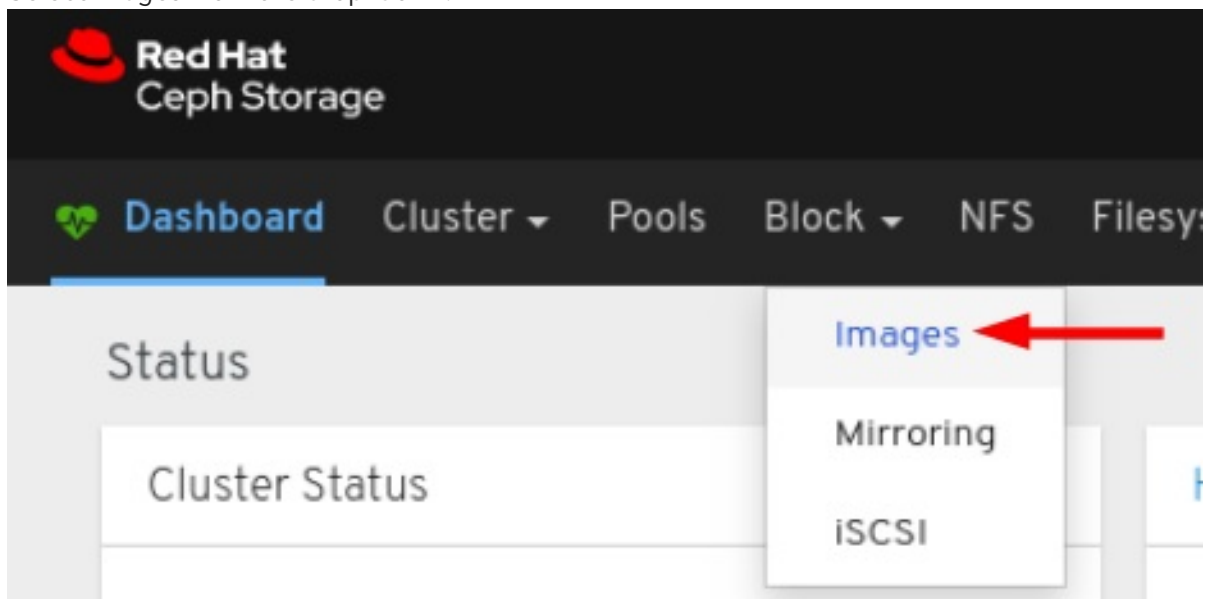 Red Hat
Ceph Storage
Dashboard Cluster Pools Block NFS
Images
Status
Mirroring
Cluster Status
iSCSI